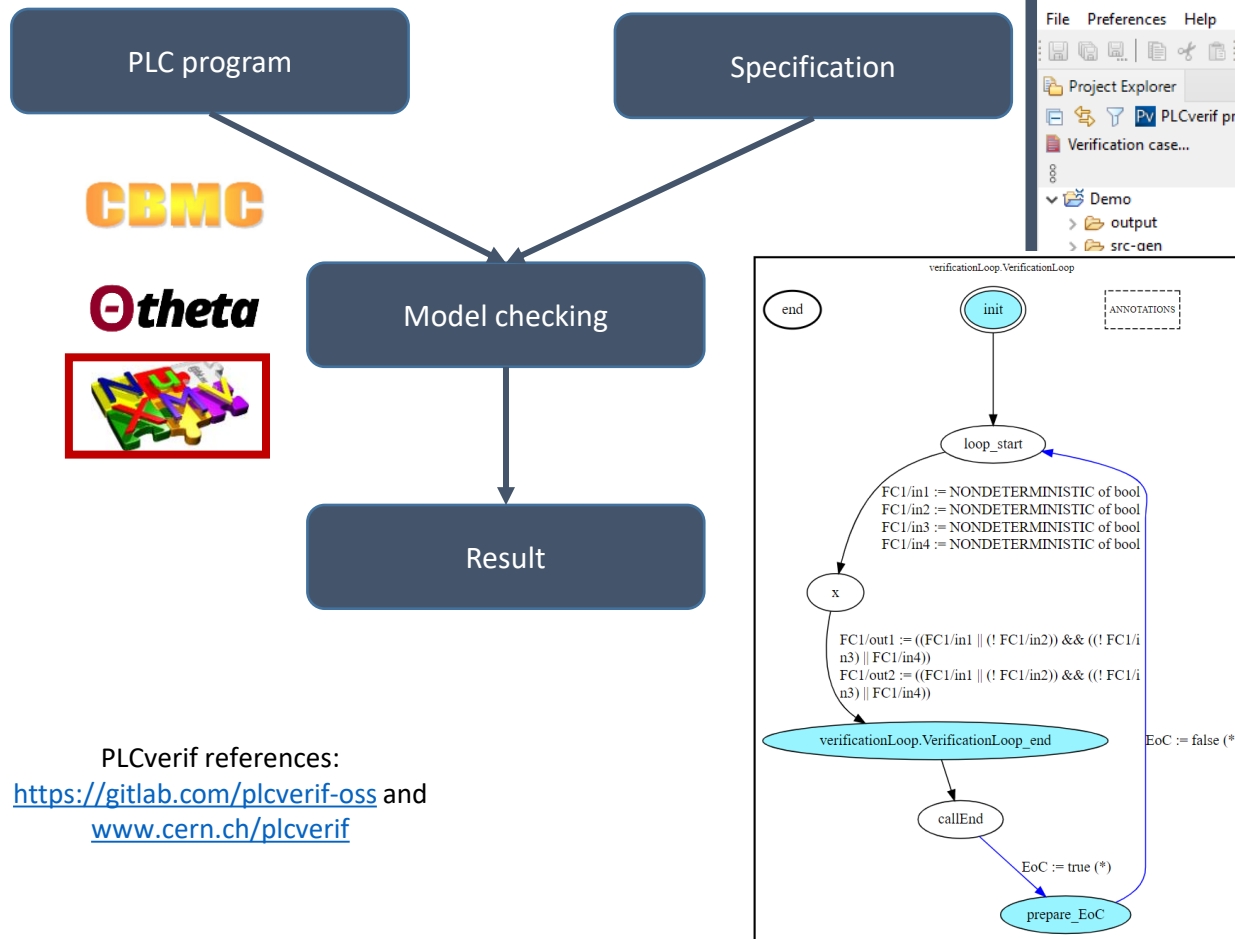 PLC program
Specification
CBMC
theta
NuXMV
Model checking
Result
PLCverif references:
https://gitlab.com/plcverif-oss and
www.cern.ch/plcverif
File Preferences Help
Project Explorer
Pv PLCverif pr
Verification case...
Demo
output
src-gen
verificationLoop.VerificationLoop
end
init
ANNOTATIONS
loop_start
FC1/in1 := NONDETERMINISTIC of bool
FC1/in2 := NONDETERMINISTIC of bool
FC1/in3 := NONDETERMINISTIC of bool
FC1/in4 := NONDETERMINISTIC of bool
x
FC1/out1 := ((FC1/in1 || (! FC1/in2)) && ((! FC1/i
n3) || FC1/in4))
FC1/out2 := ((FC1/in1 || (! FC1/in2)) && ((! FC1/i
n3) || FC1/in4))
verificationLoop.VerificationLoop_end
EoC := false (*
callEnd
EoC := true (*)
prepare_EoC